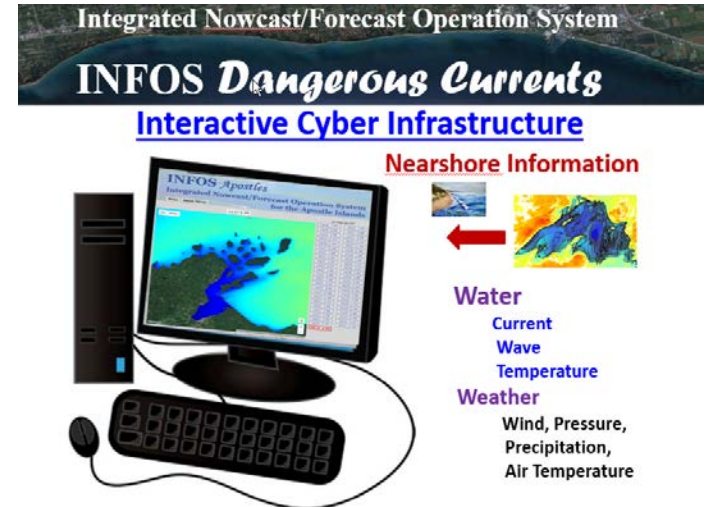 Integrated Nowcast/Forecast Operation System
INFOS Dangerous Currents
Interactive Cyber Infrastructure
Nearshore Information
INFOS Apostles
Integrated Nowcast/Forecast Operation System
for the Apostle Islands
Water
Current
Wave
Temperature
Weather
Wind, Pressure,
Precipitation,
Air Temperature